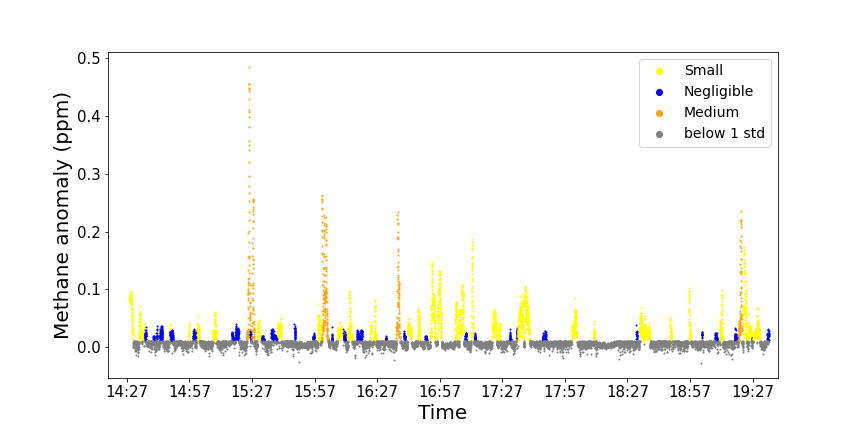 0.5
0.4
0.3
0.2
0.1
0.0
Methane anomaly (ppm)
Small
Negligible
Medium
below 1 std
14:27 14:57 15:27 15:57 16:27 16:57 17:27 17:57 18:27 18:57 19:27
Time